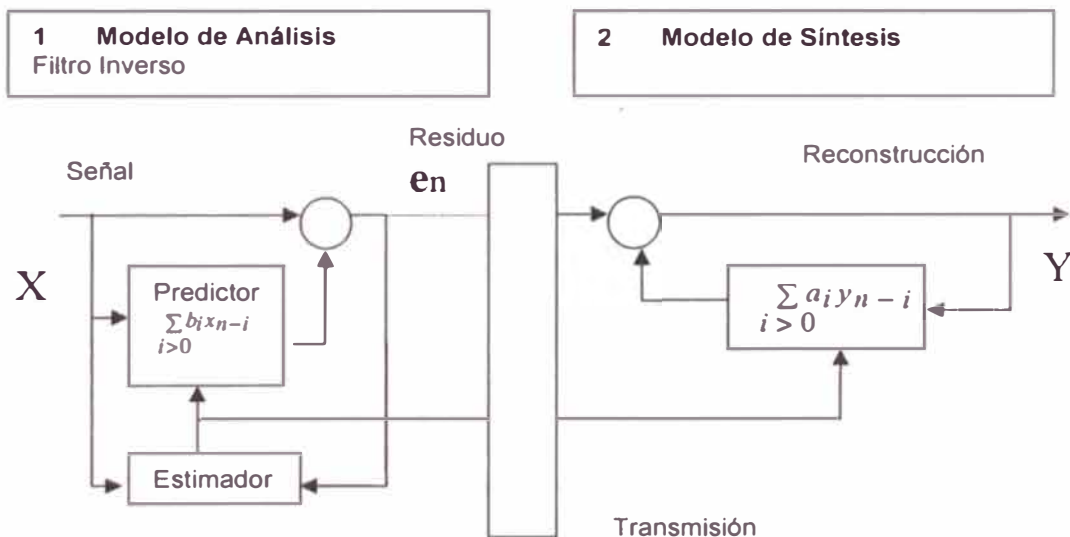 1 Modelo de Análisis
Filtro Inverso
2 Modelo de Síntesis
Señal
Residuo
en
Reconstrucción
X
Predictor
∑ bixn−i
i>0
Estimador
∑ aiyn − i
i > 0
Y
Transmisión